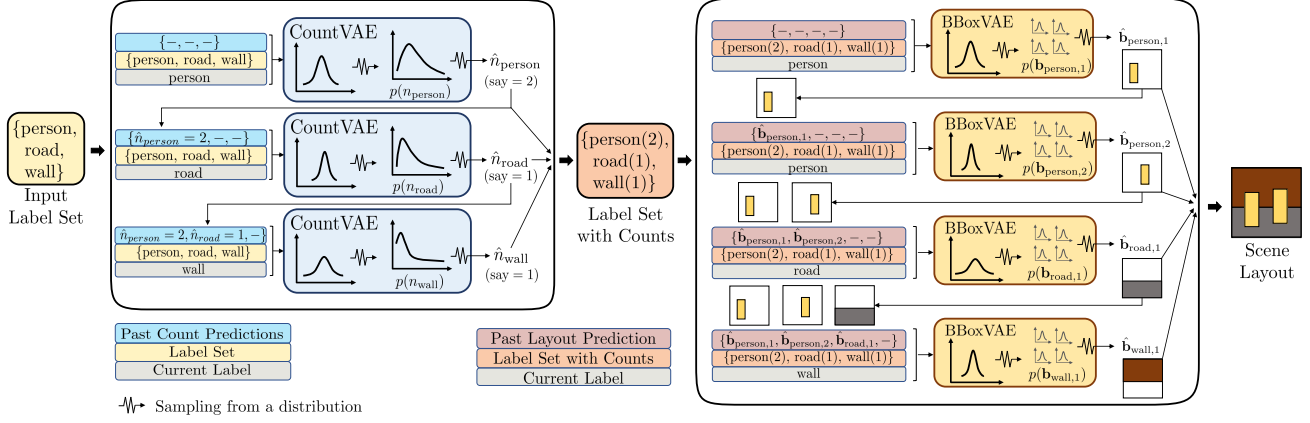 {person,
road,
wall}
Input
Label Set
{−, −, −}
{person, road, wall}
person
CountVAE
p(n_person)
n̂_person
(say = 2)
{n̂_person = 2, −, −}
{person, road, wall}
road
CountVAE
p(n_road)
n̂_road
(say = 1)
n̂_person = 2, n̂_road = 1, −}
{person, road, wall}
wall
CountVAE
p(n_wall)
n̂_wall
(say = 1)
Past Count Predictions
Label Set
Current Label
Sampling from a distribution
{person(2),
road(1),
wall(1)}
Label Set
with Counts
Past Layout Prediction
Label Set with Counts
Current Label
{−, −, −, −}
{person(2), road(1), wall(1)}
person
BBoxVAE
p(b_person,1)
b̂_person,1
{b̂_person,1, −, −, −}
{person(2), road(1), wall(1)}
person
BBoxVAE
p(b_person,2)
b̂_person,2
{b̂_person,1, b̂_person,2, −, −}
{person(2), road(1), wall(1)}
road
BBoxVAE
p(b_road,1)
b̂_road,1
{b̂_person,1, b̂_person,2, b̂_road,1, −}
{person(2), road(1), wall(1)}
wall
BBoxVAE
p(b_wall,1)
b̂_wall,1
Scene
Layout